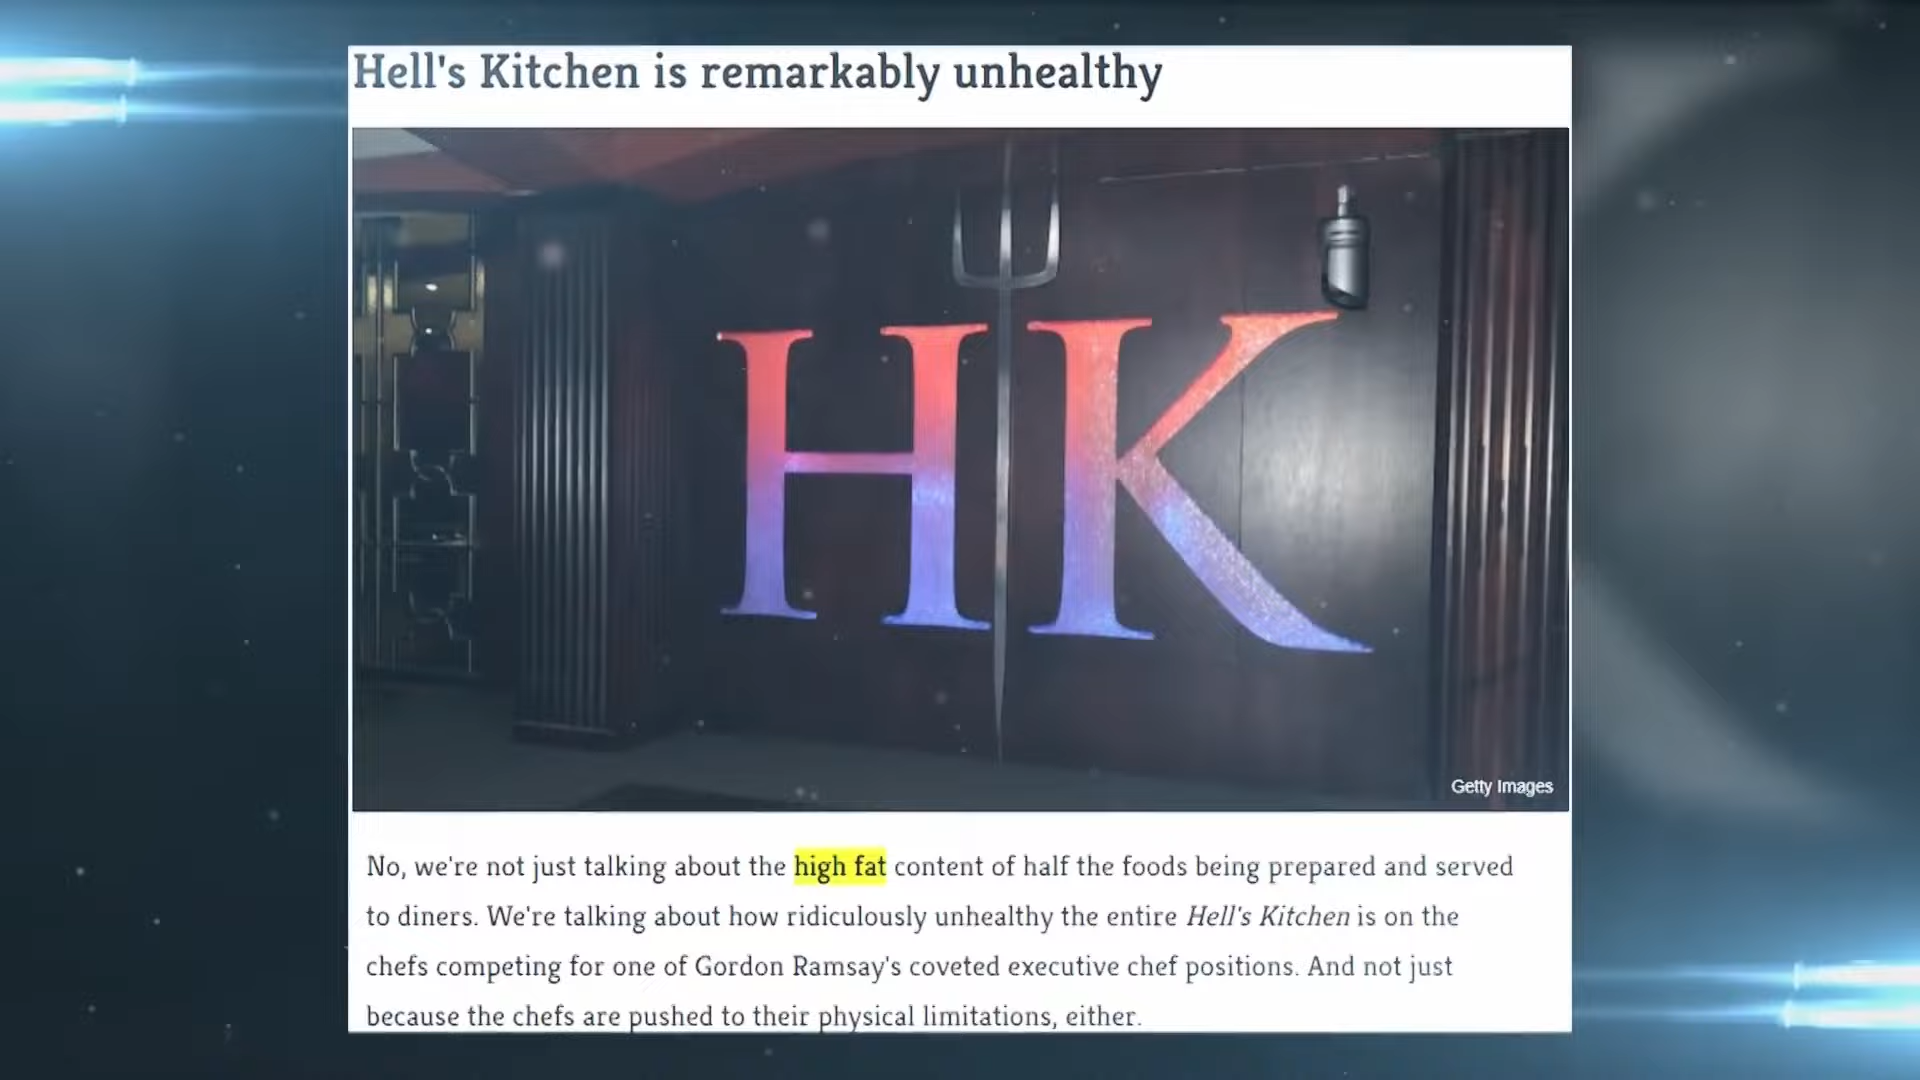 Hell's Kitchen is remarkably unhealthy
HK
Getty Images
No, we're not just talking about the high fat content of half the foods being prepared and served
to diners. We're talking about how ridiculously unhealthy the entire Hell's Kitchen is on the
chefs competing for one of Gordon Ramsay's coveted executive chef positions. And not just
because the chefs are pushed to their physical limitations, either.